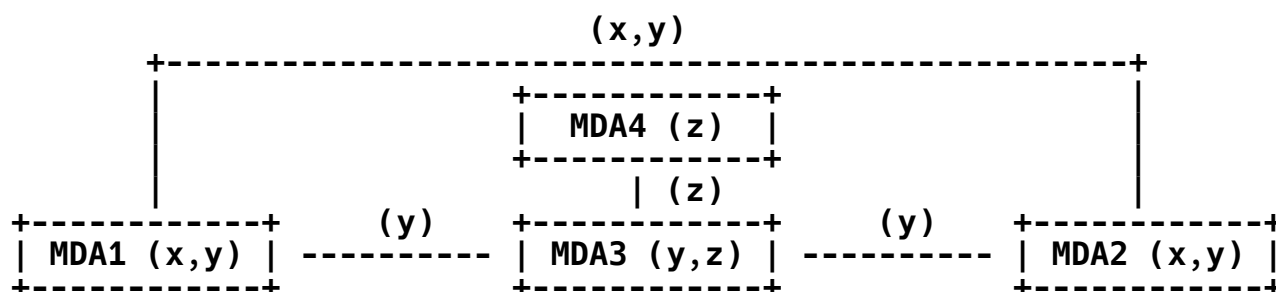 (x,y)
MDA4 (z)
(z)
(y) (y)
MDA1 (x,y) MDA3 (y,z) MDA2 (x,y)